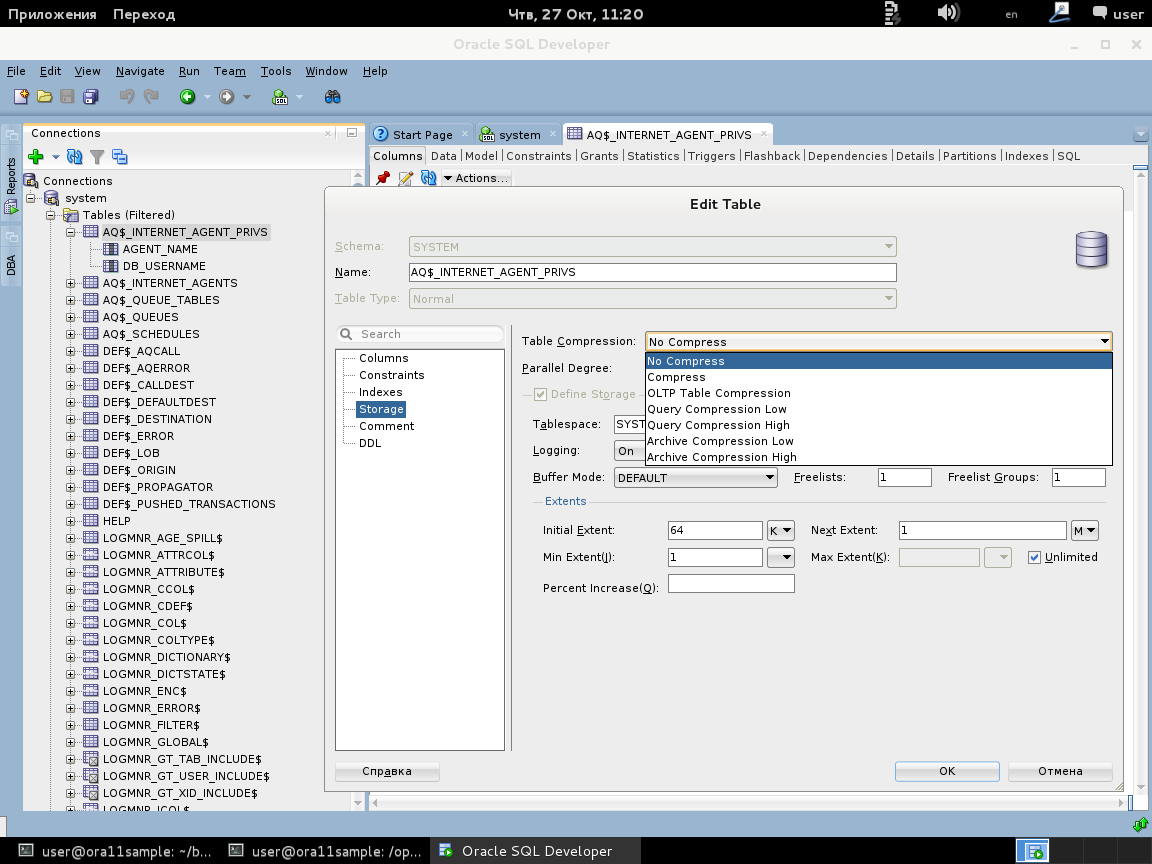 Приложения Переход Чтв, 27 Окт, 11:20 en user
Oracle SQL Developer
File Edit View Navigate Run Team Tools Window Help
Connections
Start Page system AQ$_INTERNET_AGENT_PRIVS
Columns Data Model Constraints Grants Statistics Triggers Flashback Dependencies Details Partitions Indexes SQL
Actions...
Reports
DBA
Connections
system
Tables (Filtered)
AQ$_INTERNET_AGENT_PRIVS
AGENT_NAME
DB_USERNAME
AQ$_INTERNET_AGENTS
AQ$_QUEUE_TABLES
AQ$_QUEUES
AQ$_SCHEDULES
DEF$_AQCALL
DEF$_AQERROR
DEF$_CALLDEST
DEF$_DEFAULTDEST
DEF$_DESTINATION
DEF$_ERROR
DEF$_LOB
DEF$_ORIGIN
DEF$_PROPAGATOR
DEF$_PUSHED_TRANSACTIONS
HELP
LOGMNR_AGE_SPILL$
LOGMNR_ATTRCOL$
LOGMNR_ATTRIBUTE$
LOGMNR_CCOL$
LOGMNR_CDEF$
LOGMNR_COL$
LOGMNR_COLTYPE$
LOGMNR_DICTIONARY$
LOGMNR_DICTSTATE$
LOGMNR_ENC$
LOGMNR_ERROR$
LOGMNR_FILTER$
LOGMNR_GLOBAL$
LOGMNR_GT_TAB_INCLUDE$
LOGMNR_GT_USER_INCLUDE$
LOGMNR_GT_XID_INCLUDE$
LOGMNR_ICOL$
Edit Table
Schema: SYSTEM
Name: AQ$_INTERNET_AGENT_PRIVS
Table Type: Normal
Search
Columns
Constraints
Indexes
Storage
Comment
DDL
Table Compression: No Compress
No Compress
Compress
OLTP Table Compression
Query Compression Low
Query Compression High
Archive Compression Low
Archive Compression High
Parallel Degree:
Define Storage
Tablespace: SYST
Logging: On
Buffer Mode: DEFAULT Freelists: 1 Freelist Groups: 1
Extents
Initial Extent: 64 K Next Extent: 1 M
Min Extent(J): 1 Max Extent(K): Unlimited
Percent Increase(Q):
Справка OK Отмена
user@ora11sample: ~/b... user@ora11sample: /op... Oracle SQL Developer